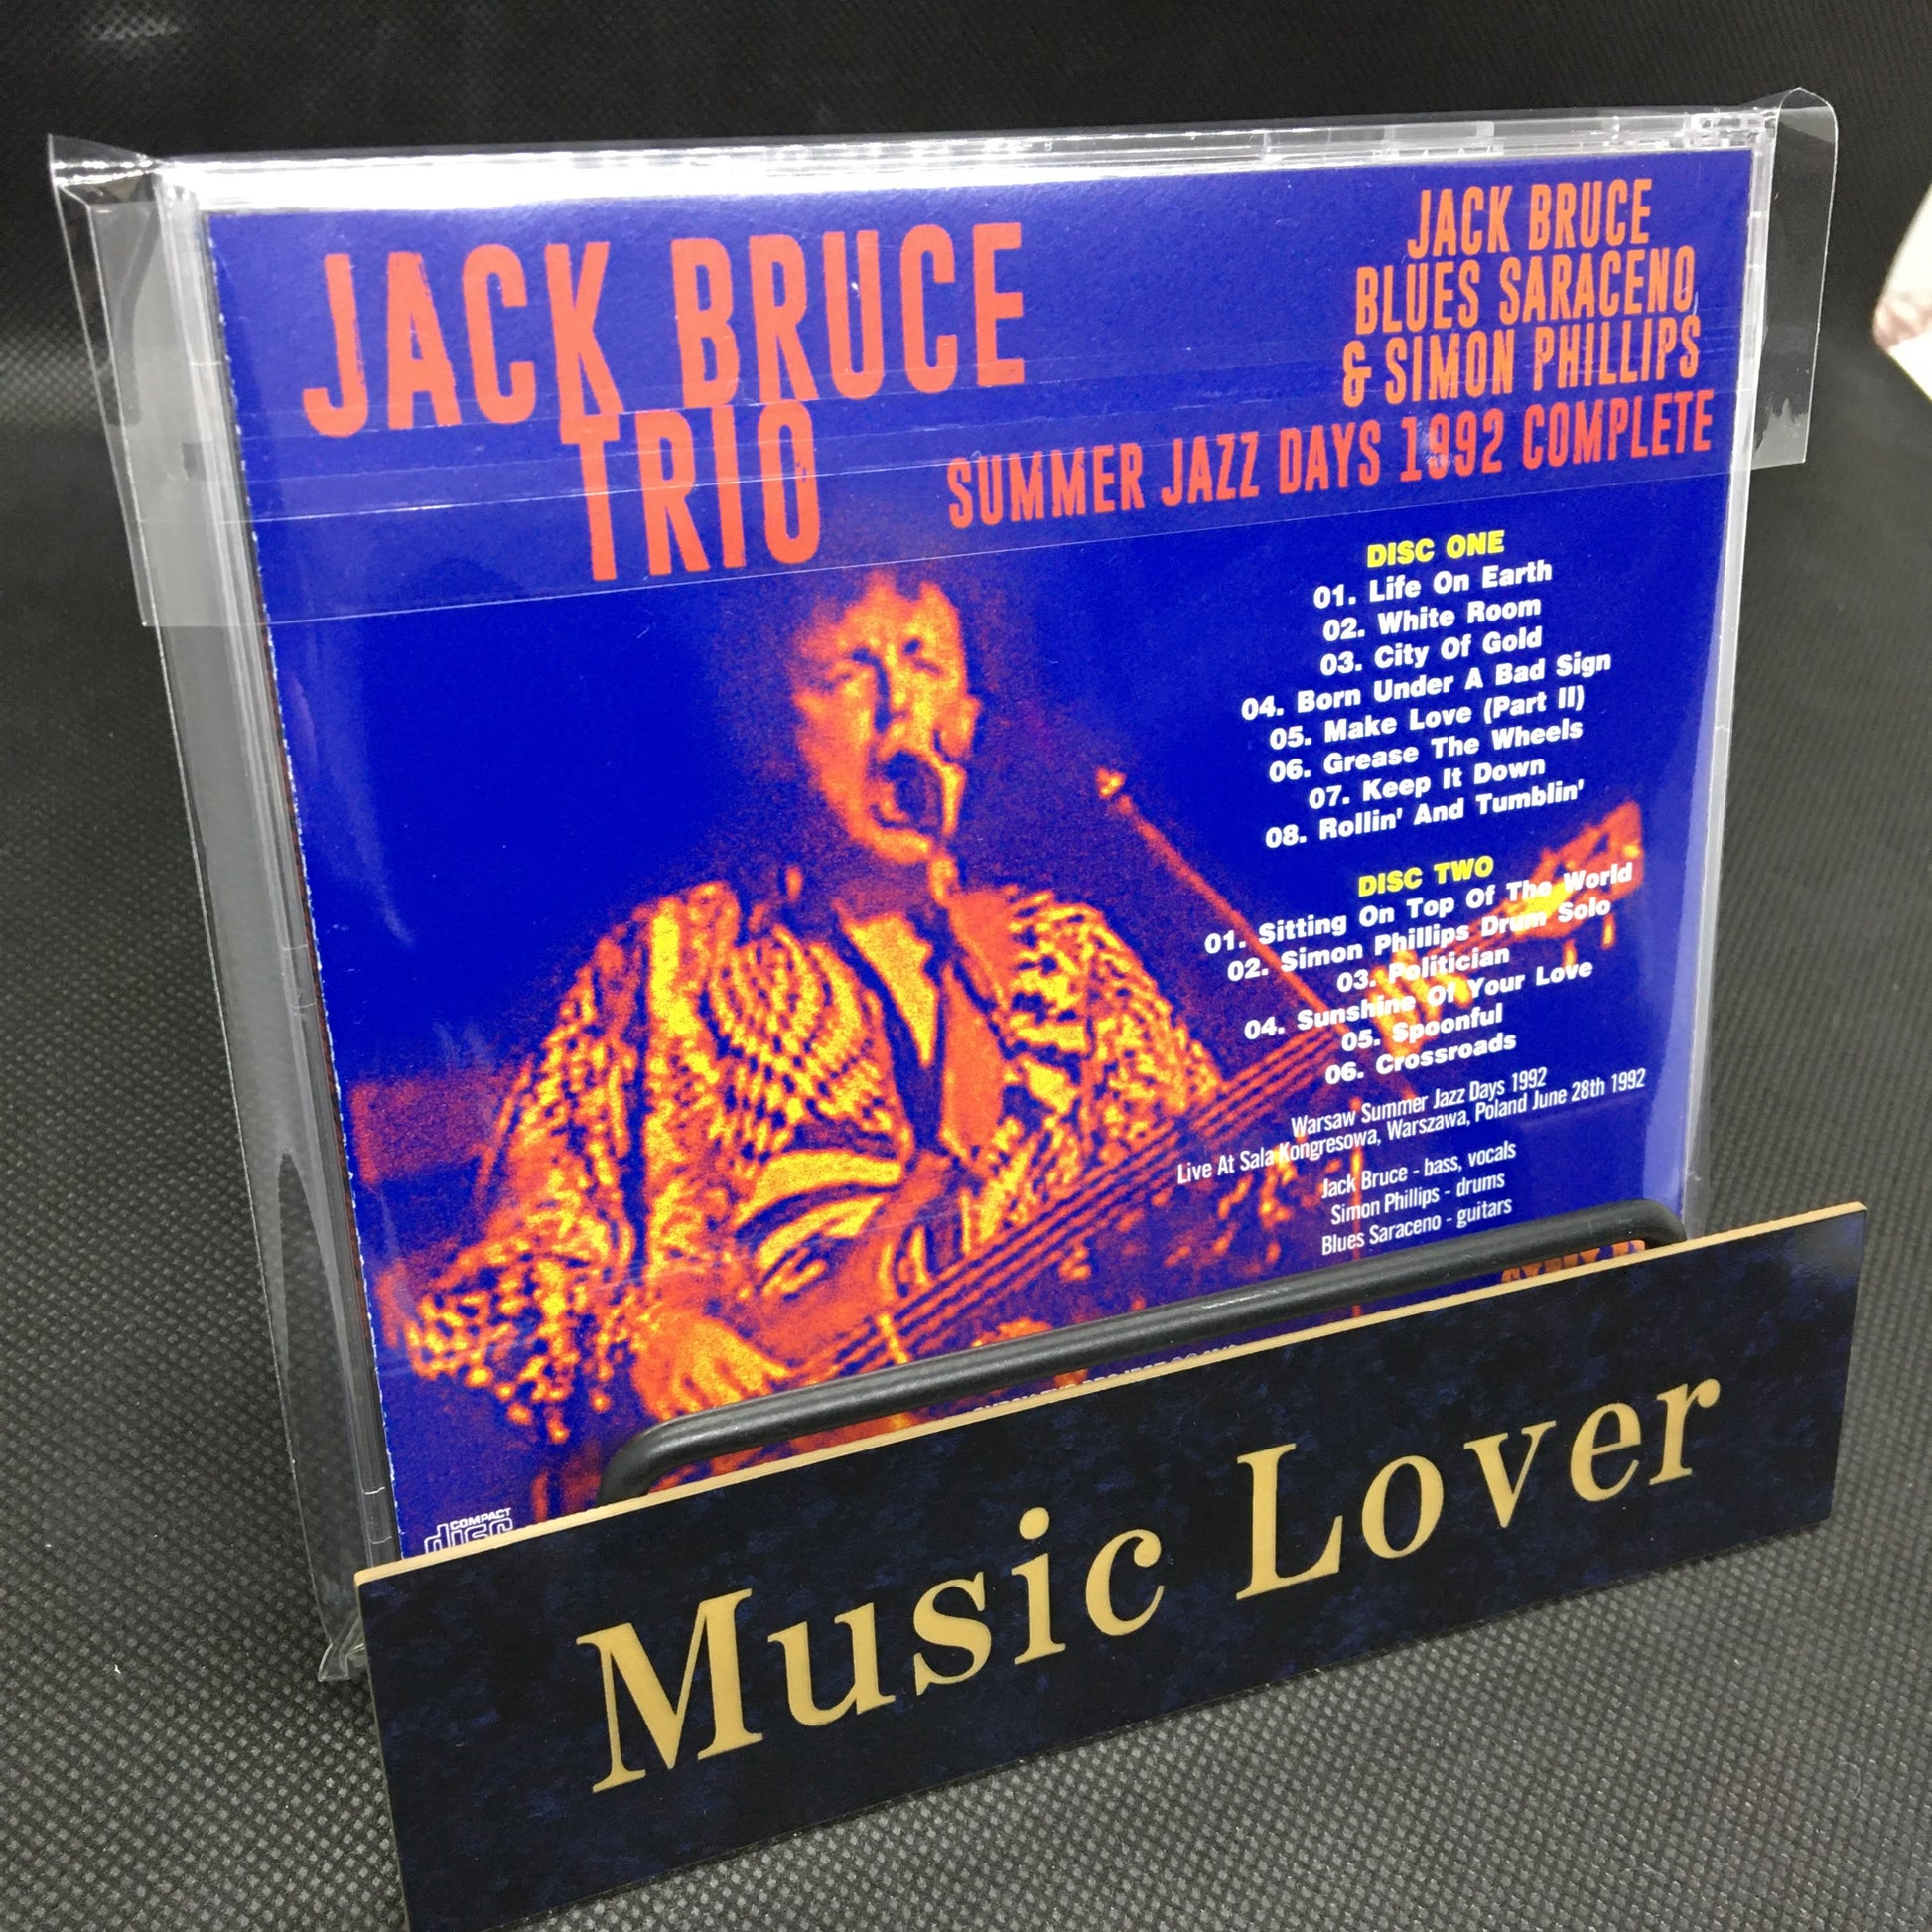 JACK BRUCE
TRIO
JACK BRUCE
BLUES SARACENO
& SIMON PHILLIPS
SUMMER JAZZ DAYS 1992 COMPLETE
DISC ONE
01. Life On Earth
02. White Room
03. City Of Gold
04. Born Under A Bad Sign
05. Make Love (Part II)
06. Grease The Wheels
07. Keep It Down
08. Rollin' And Tumblin'
DISC TWO
01. Sitting On Top Of The World
02. Simon Phillips Drum Solo
03. Politician
04. Sunshine Of Your Love
05. Spoonful
06. Crossroads
Warsaw Summer Jazz Days 1992
Live At Sala Kongresowa, Warszawa, Poland June 28th 1992
Jack Bruce - bass, vocals
Simon Phillips - drums
Blues Saraceno - guitars
COMPACT
disc
Music Lover